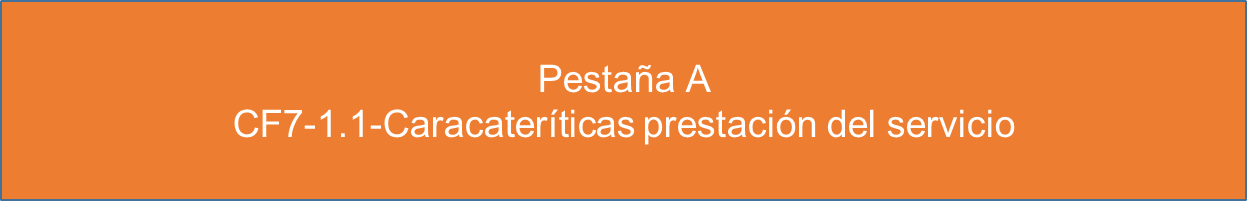 Pestaña A
CF7-1.1-Caracateríticas prestación del servicio